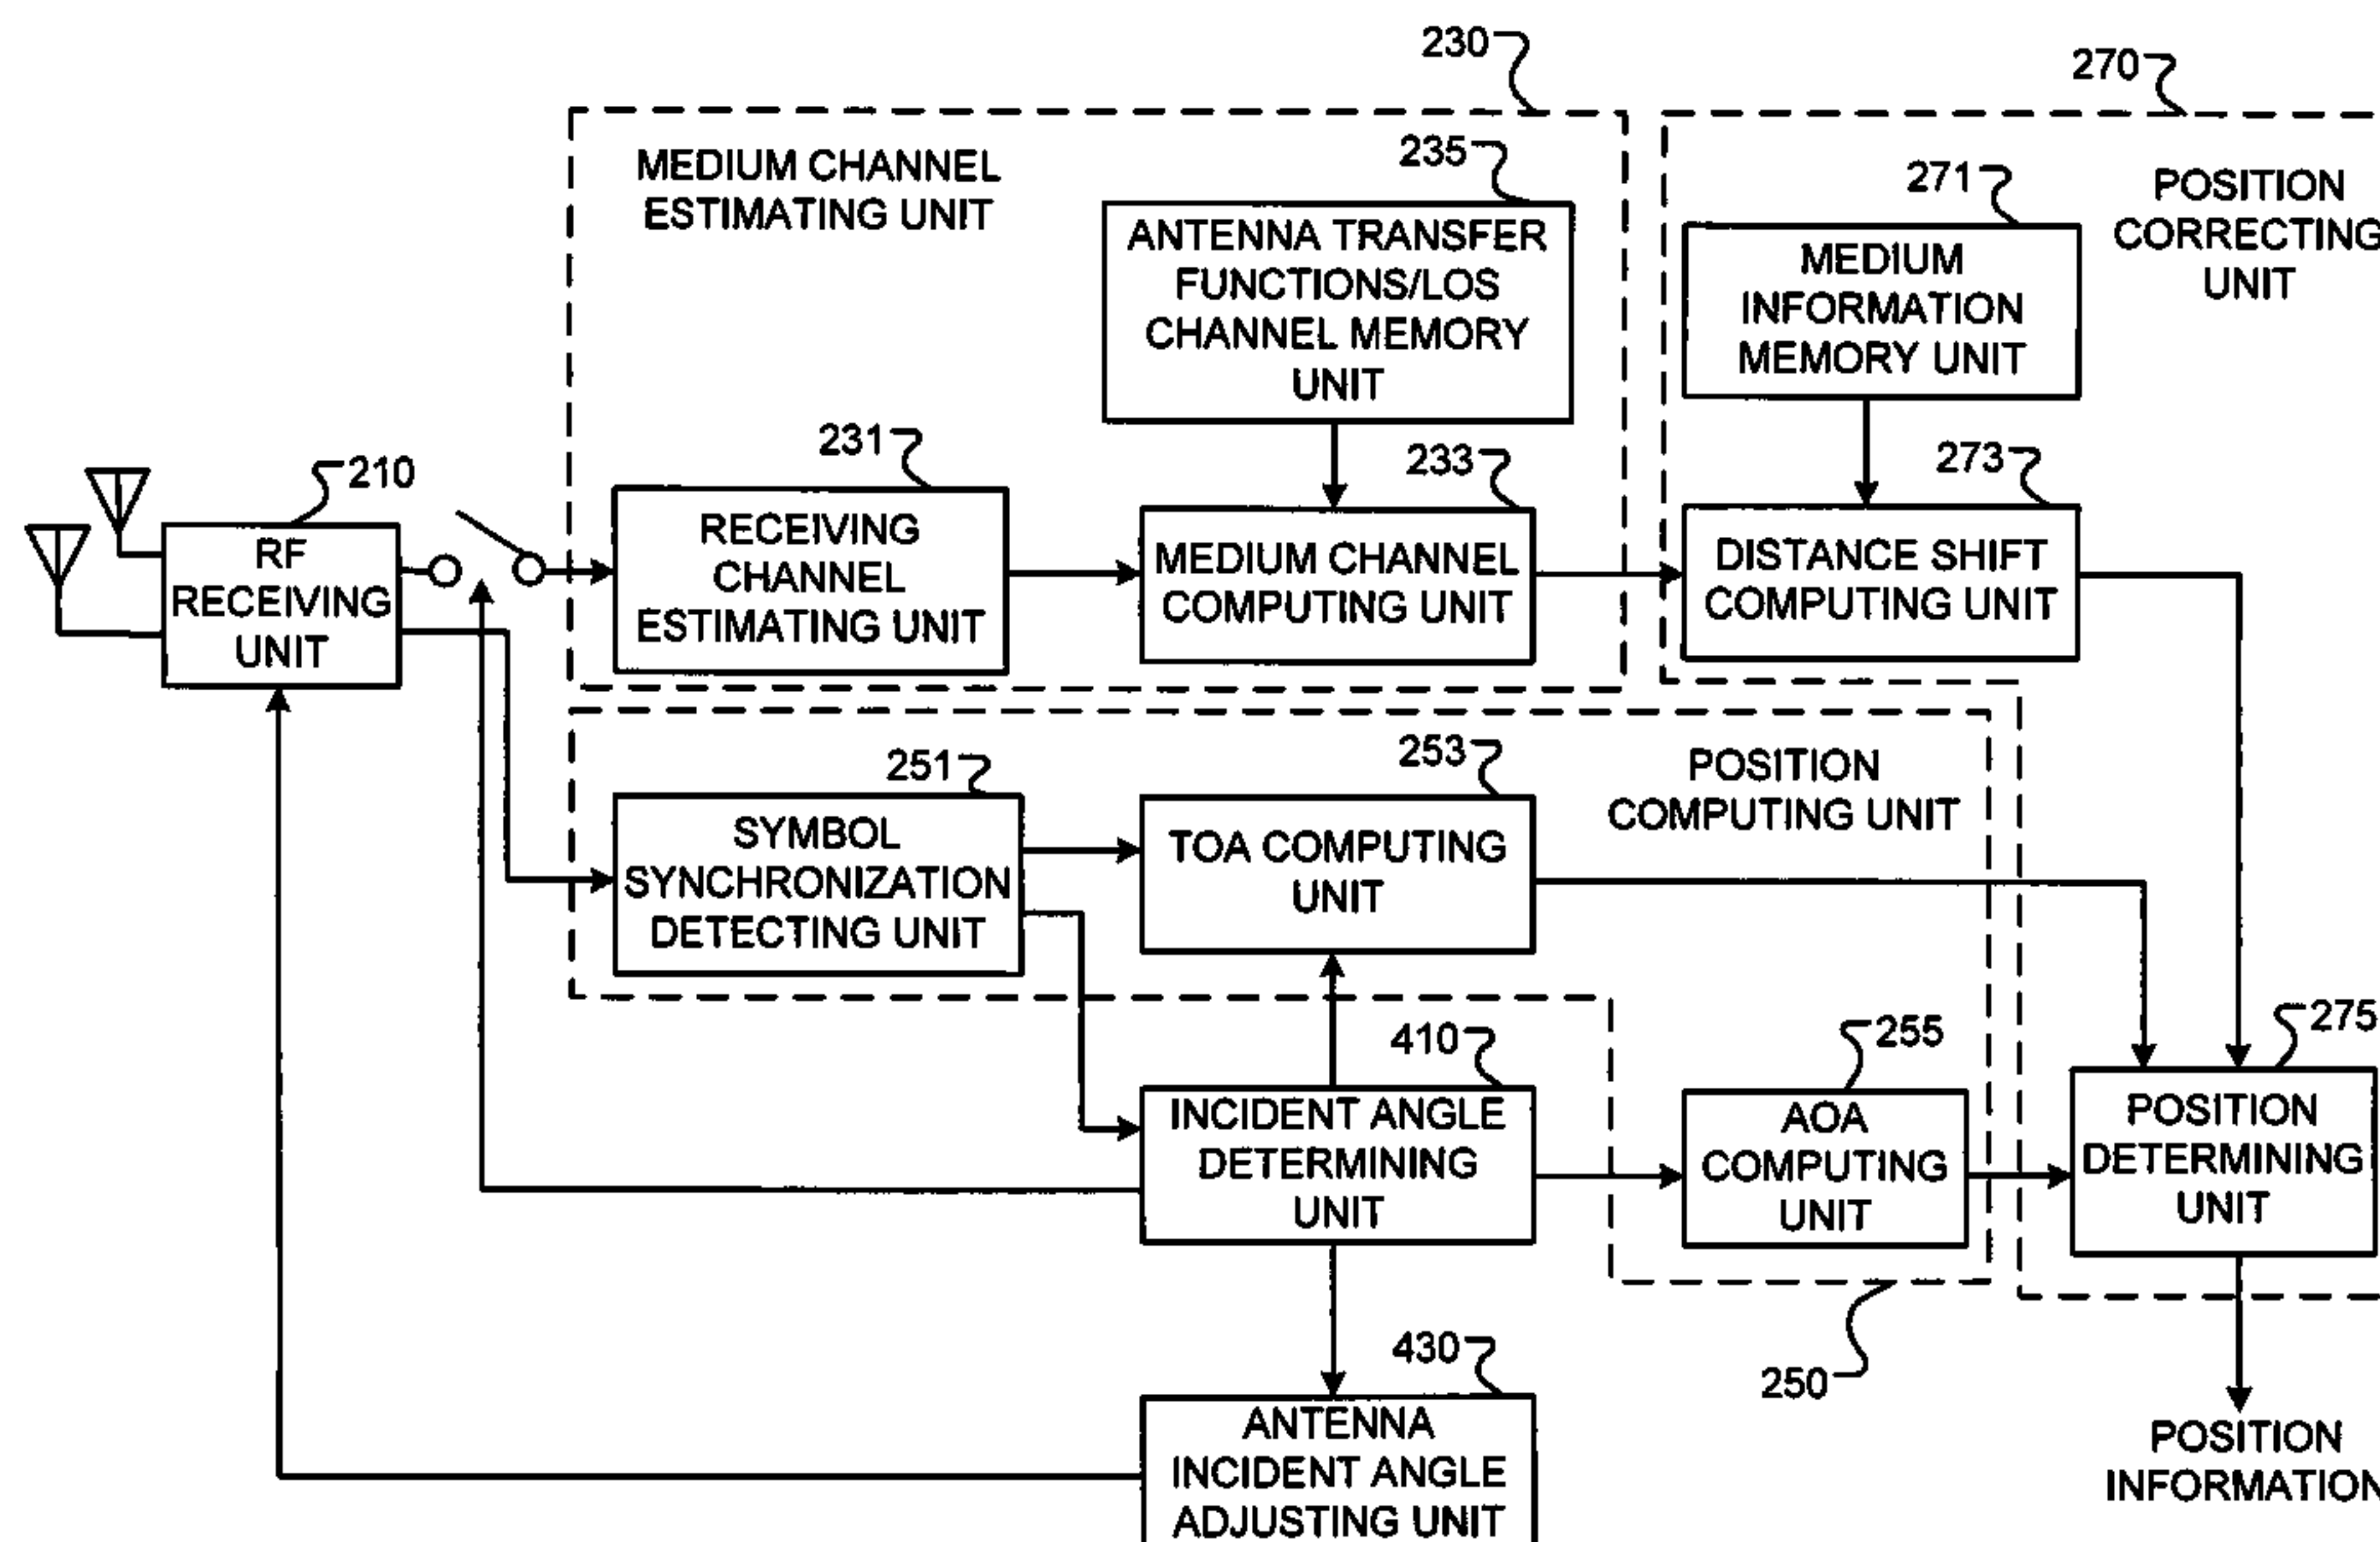 230
270
MEDIUM CHANNEL
ESTIMATING UNIT
235
ANTENNA TRANSFER
FUNCTIONS/LOS
CHANNEL MEMORY
UNIT
271
MEDIUM
INFORMATION
MEMORY UNIT
POSITION
CORRECTING
UNIT
210
RF
RECEIVING
UNIT
231
RECEIVING
CHANNEL
ESTIMATING UNIT
233
MEDIUM CHANNEL
COMPUTING UNIT
273
DISTANCE SHIFT
COMPUTING UNIT
251
SYMBOL
SYNCHRONIZATION
DETECTING UNIT
253
TOA COMPUTING
UNIT
POSITION
COMPUTING UNIT
410
INCIDENT ANGLE
DETERMINING
UNIT
255
AOA
COMPUTING
UNIT
275
POSITION
DETERMINING
UNIT
250
430
ANTENNA
INCIDENT ANGLE
ADJUSTING UNIT
POSITION
INFORMATION